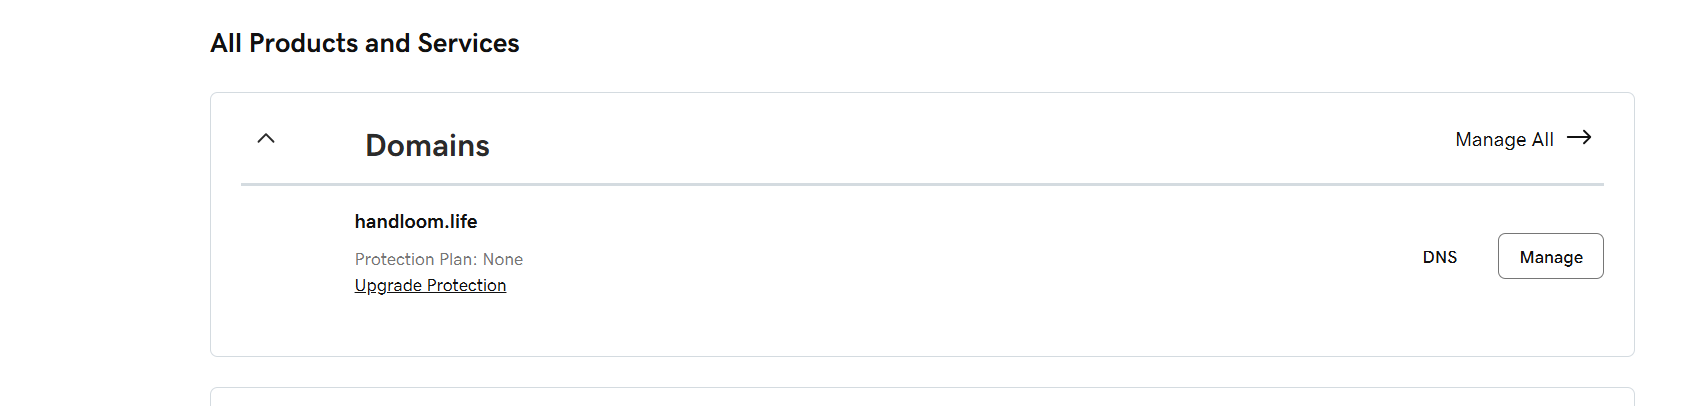 All Products and Services
Domains
Manage All
handloom.life
Protection Plan: None
Upgrade Protection
DNS
Manage